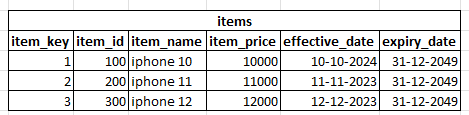 items
item_key item_id item_name item_price effective_date expiry_date
1 100 iphone 10 10000 10-10-2024 31-12-2049
2 200 iphone 11 11000 11-11-2023 31-12-2049
3 300 iphone 12 12000 12-12-2023 31-12-2049